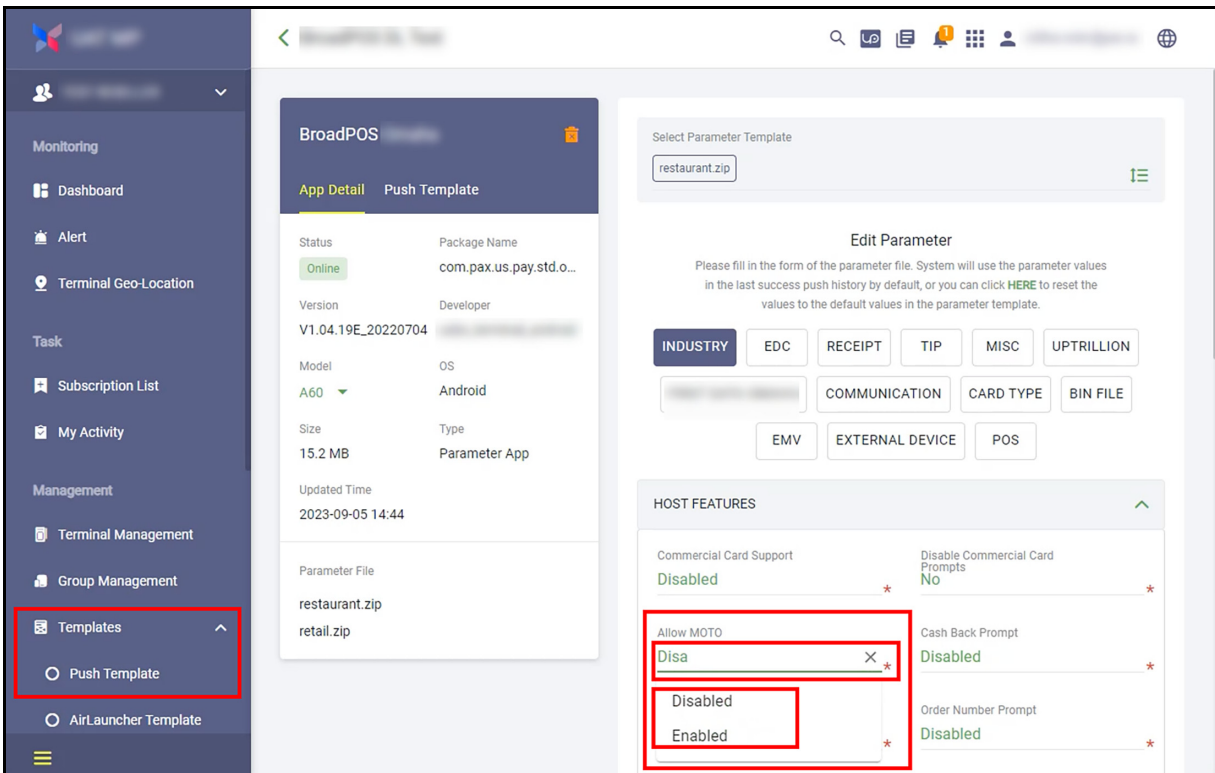 1
Monitoring
Dashboard
Alert
Terminal Geo-Location
Task
Subscription List
My Activity
Management
Terminal Management
Group Management
Templates
Push Template
AirLauncher Template
BroadPOS
App Detail Push Template
Status Package Name
Online com.pax.us.pay.std.o...
Version Developer
V1.04.19E_20220704
Model OS
A60 Android
Size Type
15.2 MB Parameter App
Updated Time
2023-09-05 14:44
Parameter File
restaurant.zip
retail.zip
Select Parameter Template
restaurant.zip
Edit Parameter
Please fill in the form of the parameter file. System will use the parameter values
in the last success push history by default, or you can click HERE to reset the
values to the default values in the parameter template.
INDUSTRY EDC RECEIPT TIP MISC UPTRILLION
COMMUNICATION CARD TYPE BIN FILE
EMV EXTERNAL DEVICE POS
HOST FEATURES
Commercial Card Support
Disabled *
Disable Commercial Card
Prompts
No *
Allow MOTO
Disa *
Disabled
Enabled
*
Cash Back Prompt
Disabled *
Order Number Prompt
Disabled *